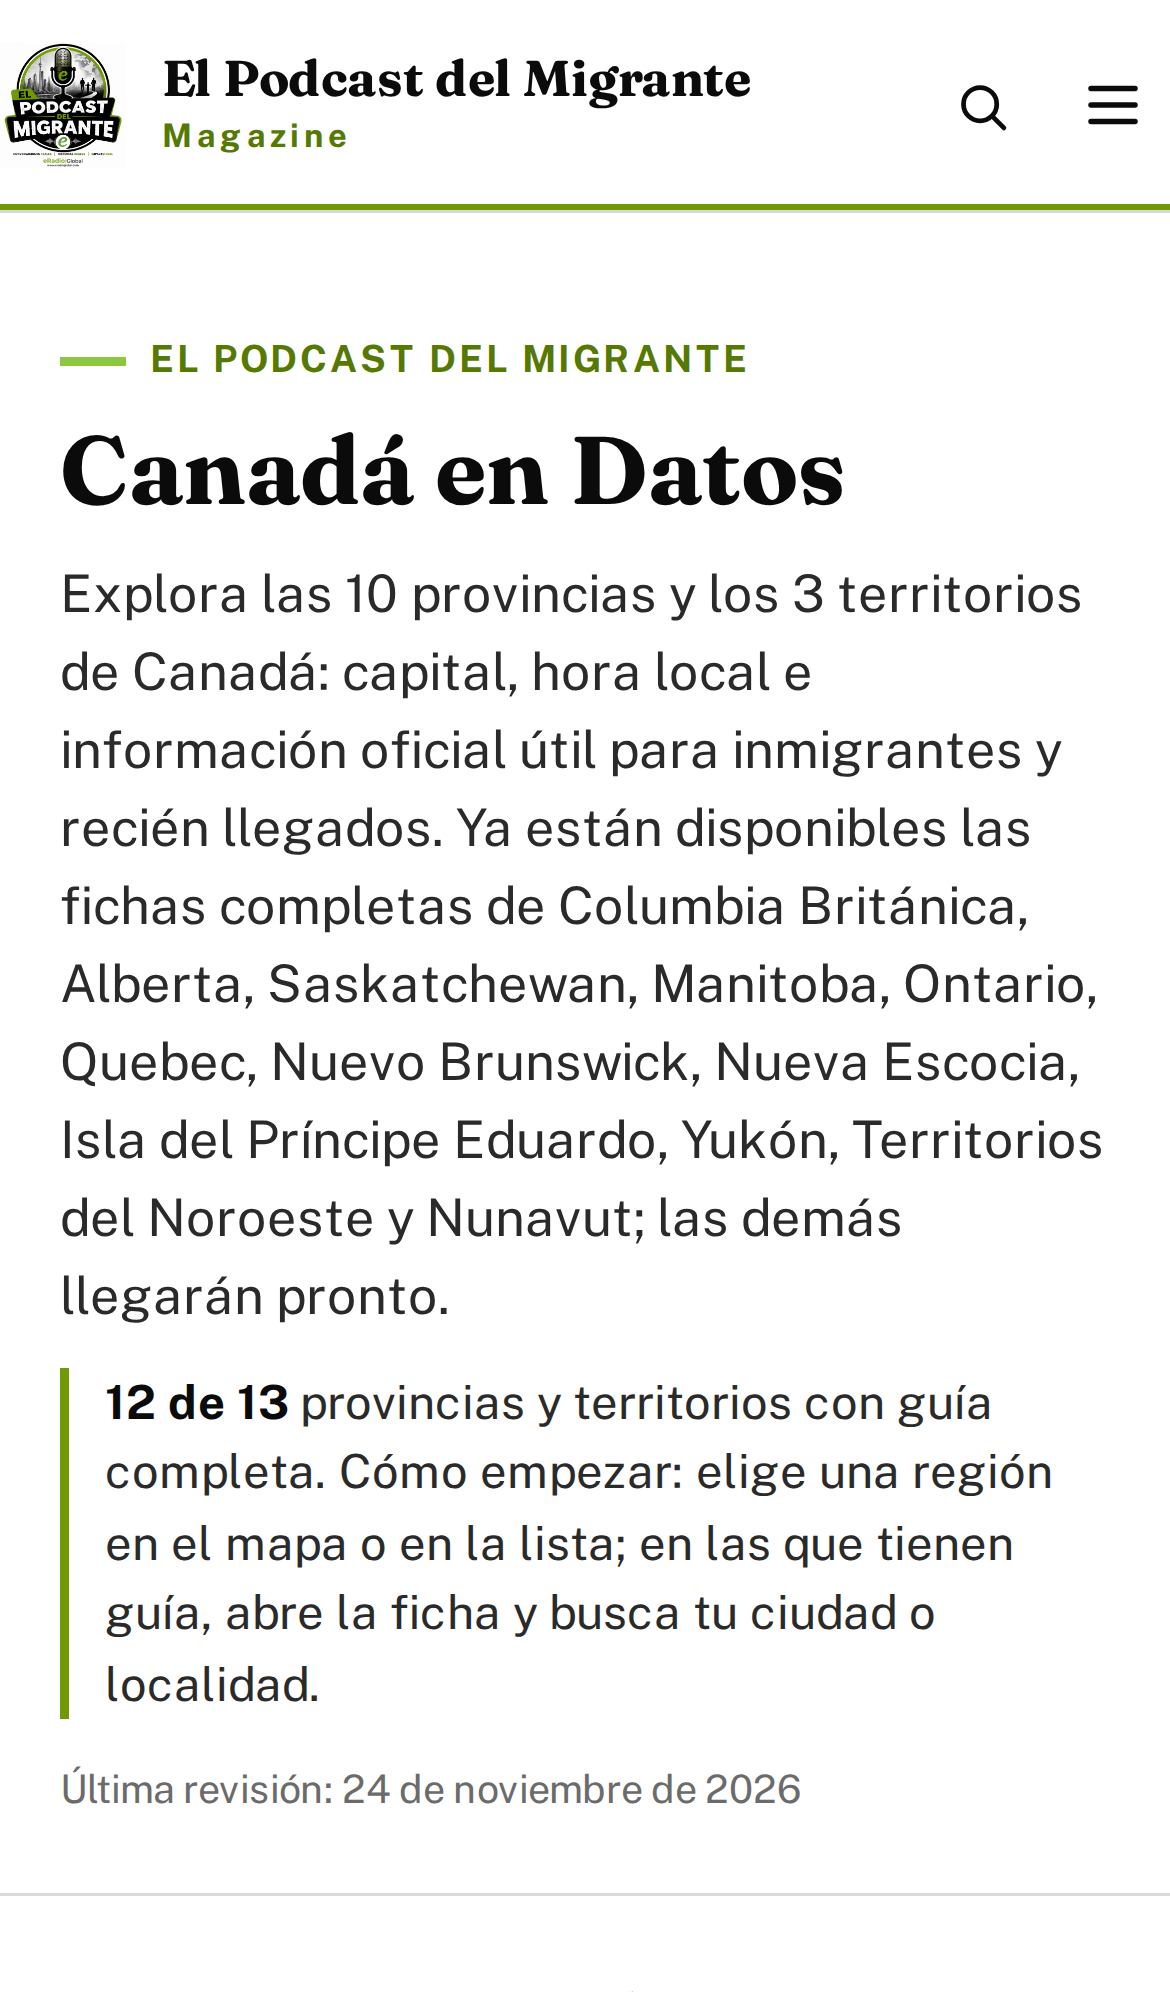 EL
PODCAST
DEL
MIGRANTE
eRadio Global
El Podcast del Migrante
Magazine
EL PODCAST DEL MIGRANTE
Canadá en Datos
Explora las 10 provincias y los 3 territorios
de Canadá: capital, hora local e
información oficial útil para inmigrantes y
recién llegados. Ya están disponibles las
fichas completas de Columbia Británica,
Alberta, Saskatchewan, Manitoba, Ontario,
Quebec, Nuevo Brunswick, Nueva Escocia,
Isla del Príncipe Eduardo, Yukón, Territorios
del Noroeste y Nunavut; las demás
llegarán pronto.
12 de 13 provincias y territorios con guía
completa. Cómo empezar: elige una región
en el mapa o en la lista; en las que tienen
guía, abre la ficha y busca tu ciudad o
localidad.
Última revisión: 24 de noviembre de 2026